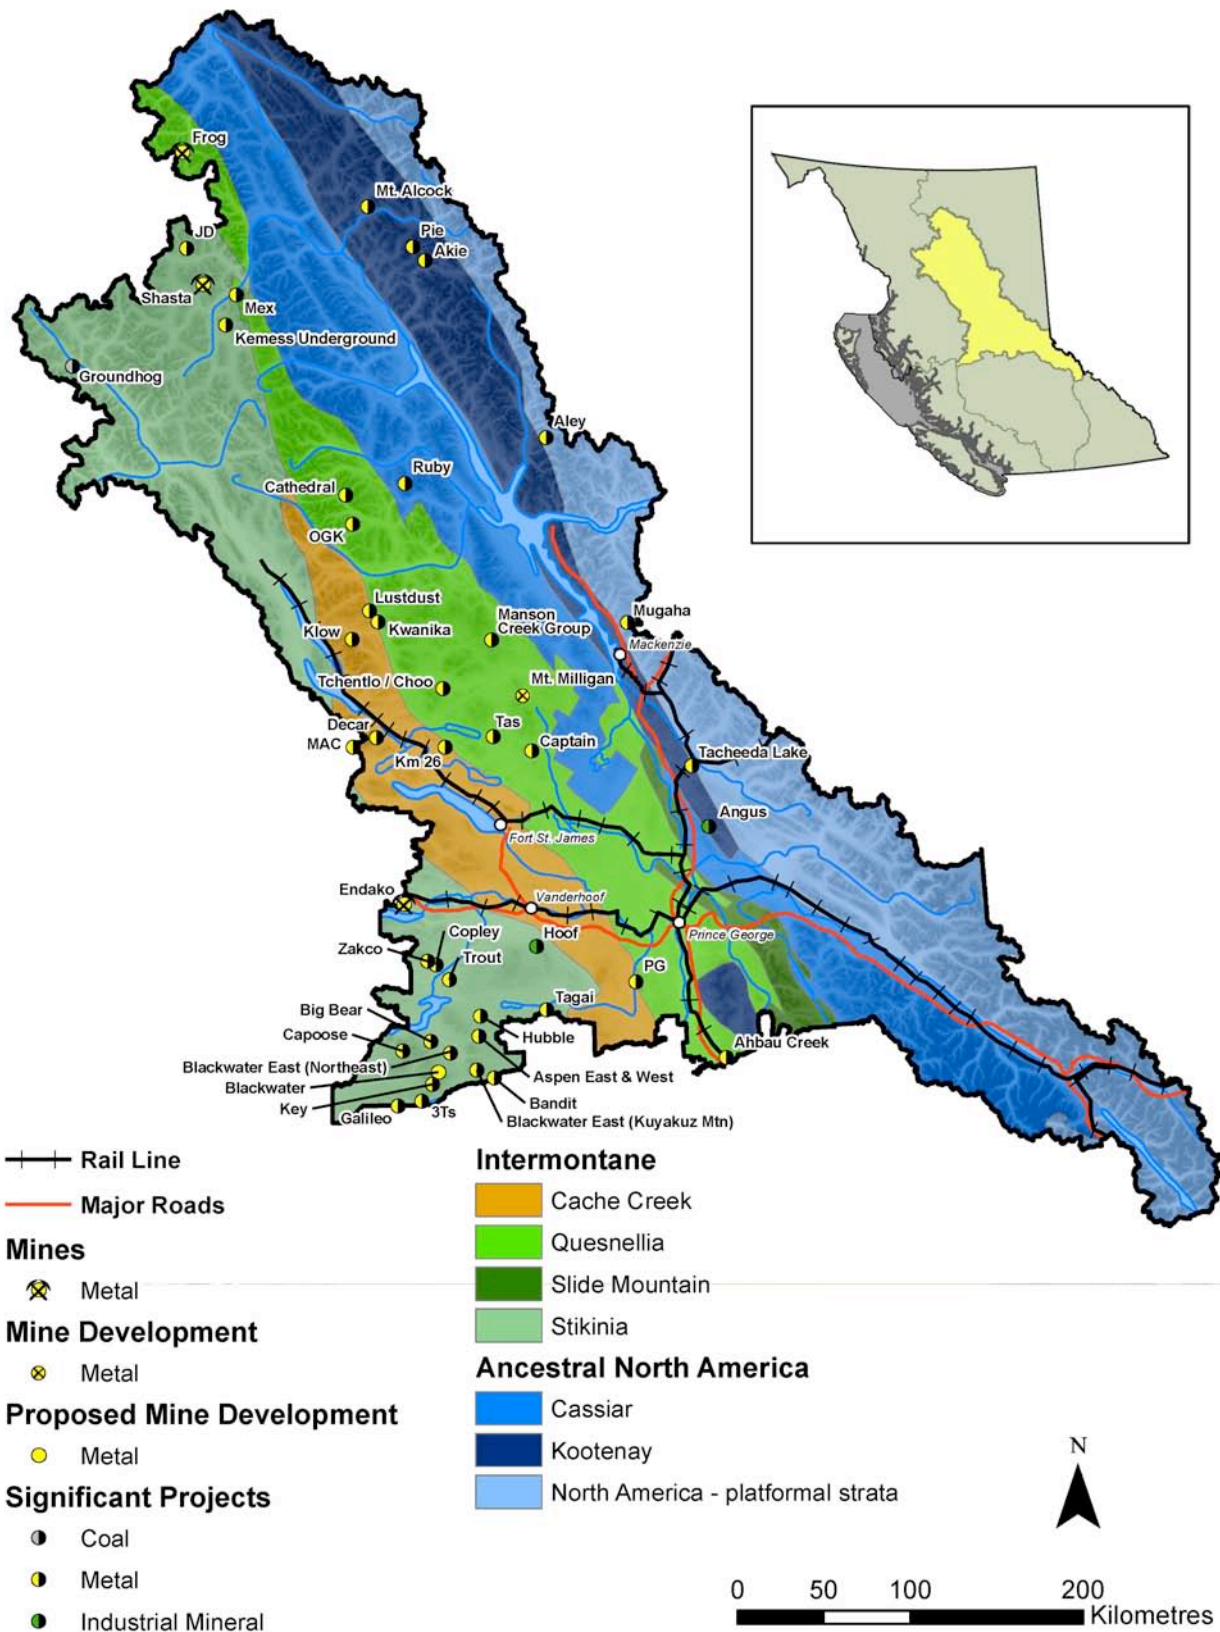 Frog
Mt. Alcock
Pie
Akie
JD
Shasta
Mex
Kemess Underground
Groundhog
Aley
Ruby
Cathedral
OGK
Lustdust
Kwanika
Klow
Manson
Creek Group
Mugaha
Mackenzie
Tchentlo / Choo
Mt. Milligan
Decar
MAC
Tas
Captain
Km 26
Tacheeda Lake
Angus
Fort St. James
Endako
Vanderhoof
Copley
Hoof
Prince George
Zakco
Trout
PG
Big Bear
Tagai
Capoose
Hubble
Ahbau Creek
Blackwater East (Northeast)
Aspen East & West
Blackwater
Key
Bandit
Galileo
3Ts
Blackwater East (Kuyakuz Mtn)
Rail Line
Major Roads
Mines
Metal
Mine Development
Metal
Proposed Mine Development
Metal
Significant Projects
Coal
Metal
Industrial Mineral
Intermontane
Cache Creek
Quesnellia
Slide Mountain
Stikinia
Ancestral North America
Cassiar
Kootenay
North America - platformal strata
N
0 50 100 200
Kilometres